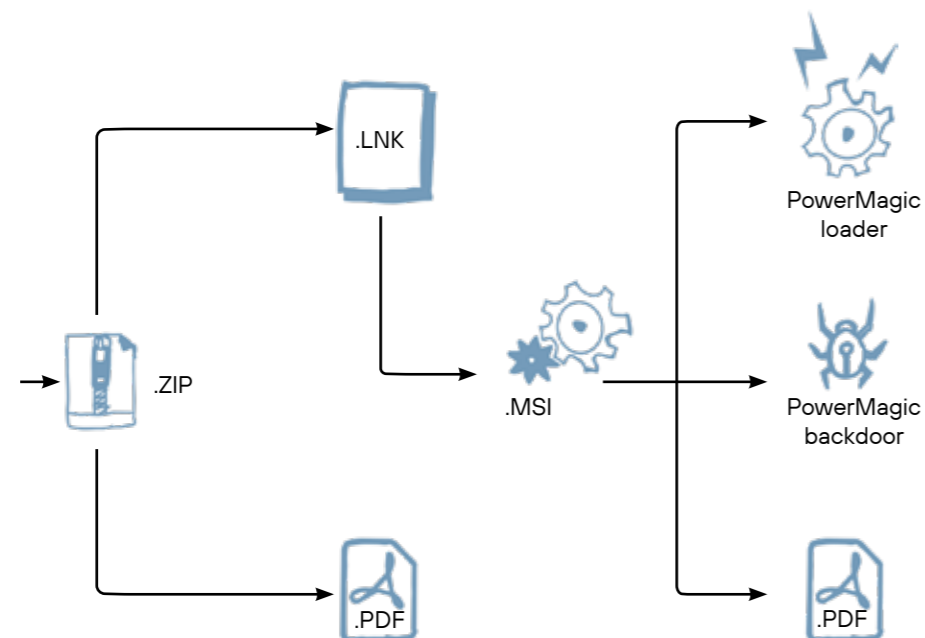 .LNK
PowerMagic
loader
.ZIP
.MSI
PowerMagic
backdoor
.PDF
.PDF